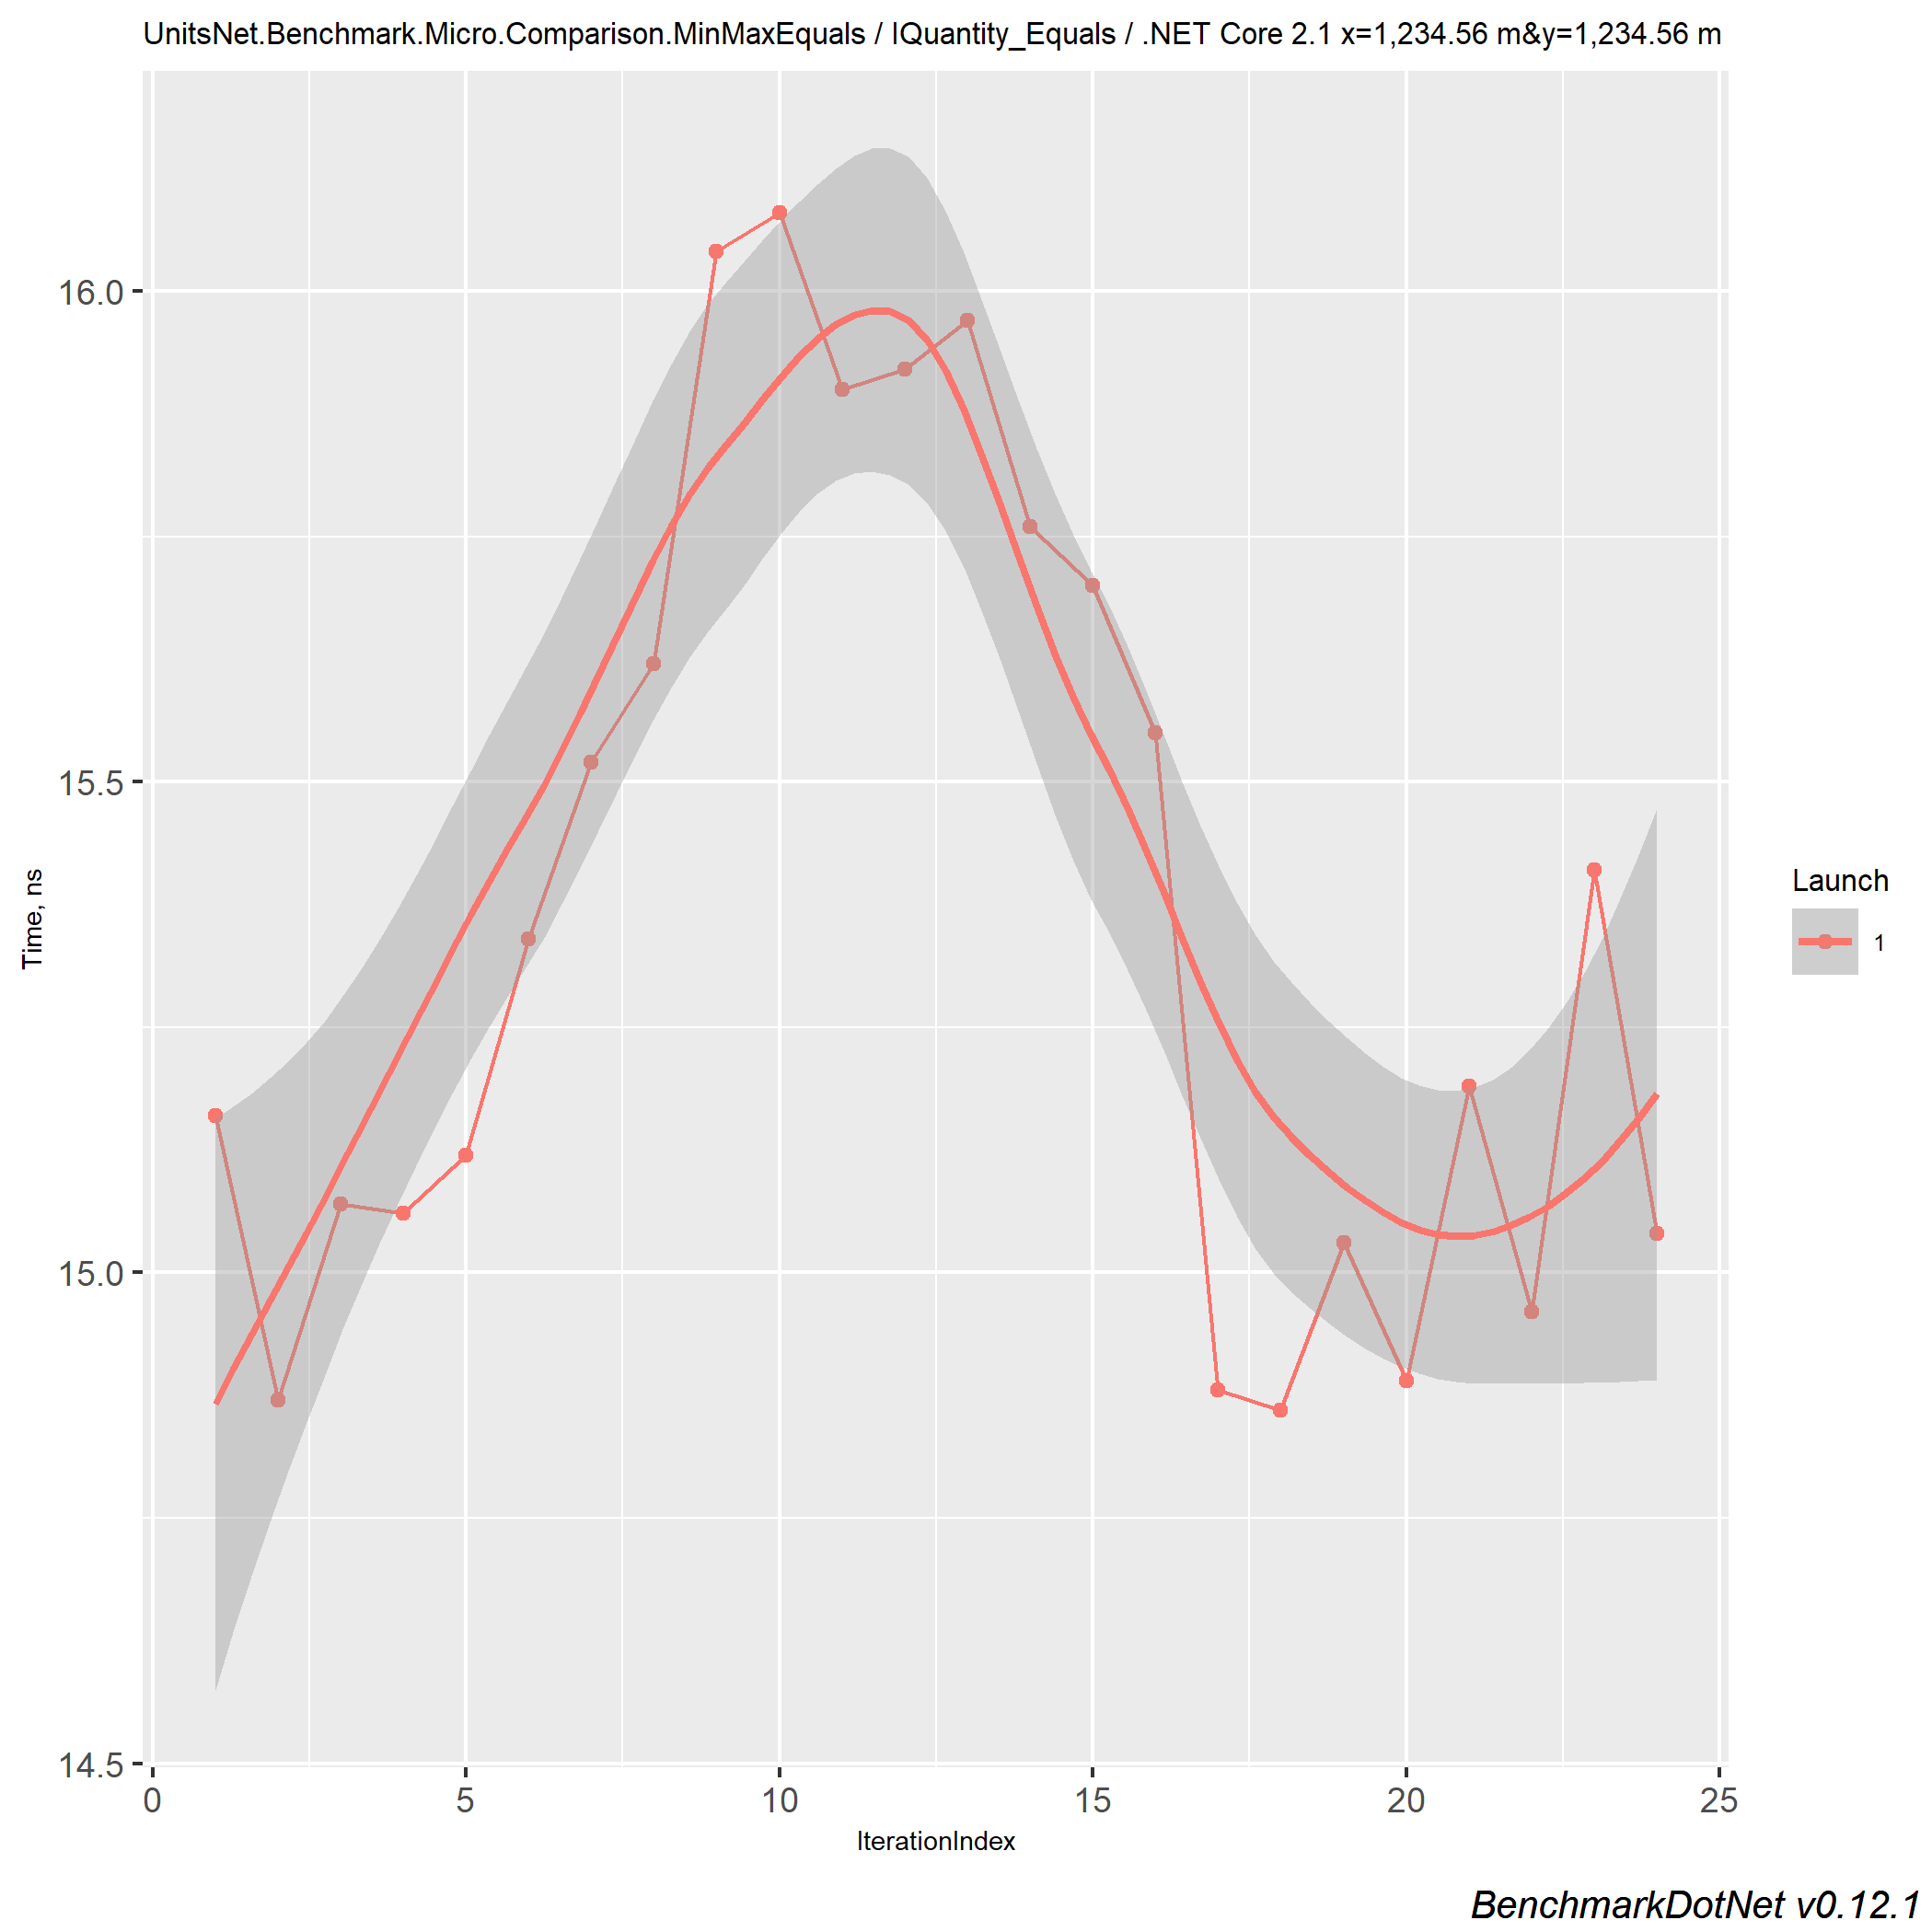 UnitsNet.Benchmark.Micro.Comparison.MinMaxEquals / IQuantity_Equals / .NET Core 2.1 x=1,234.56 m&y=1,234.56 m
16.0
15.5
15.0
14.5
Time, ns
0 5 10 15 20 25
IterationIndex
Launch
1
BenchmarkDotNet v0.12.1